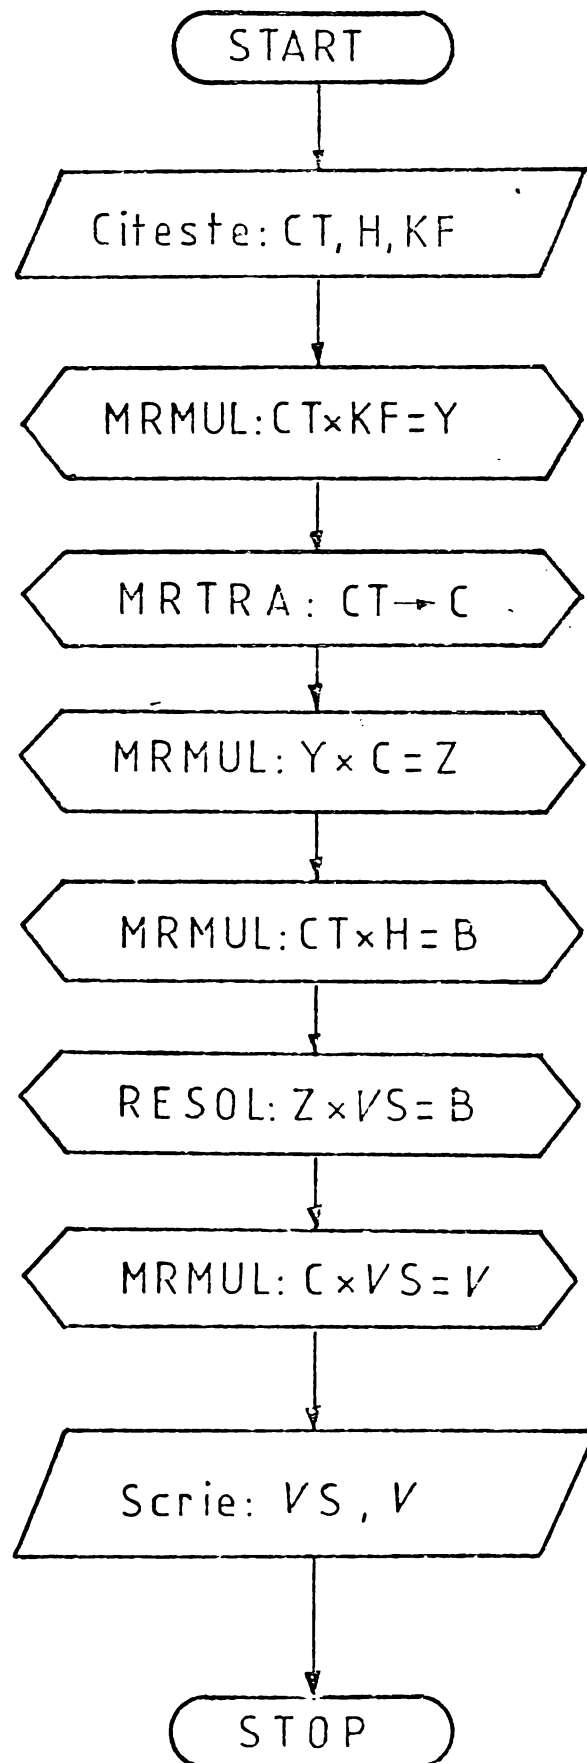 START
Citeste: CT, H, KF
MRMUL: CT×KF=Y
MRTRA: CT→C
MRMUL: Y×C=Z
MRMUL: CT×H=B
RESOL: Z×VS=B
MRMUL: C×VS=V
Scrie: VS, V
STOP